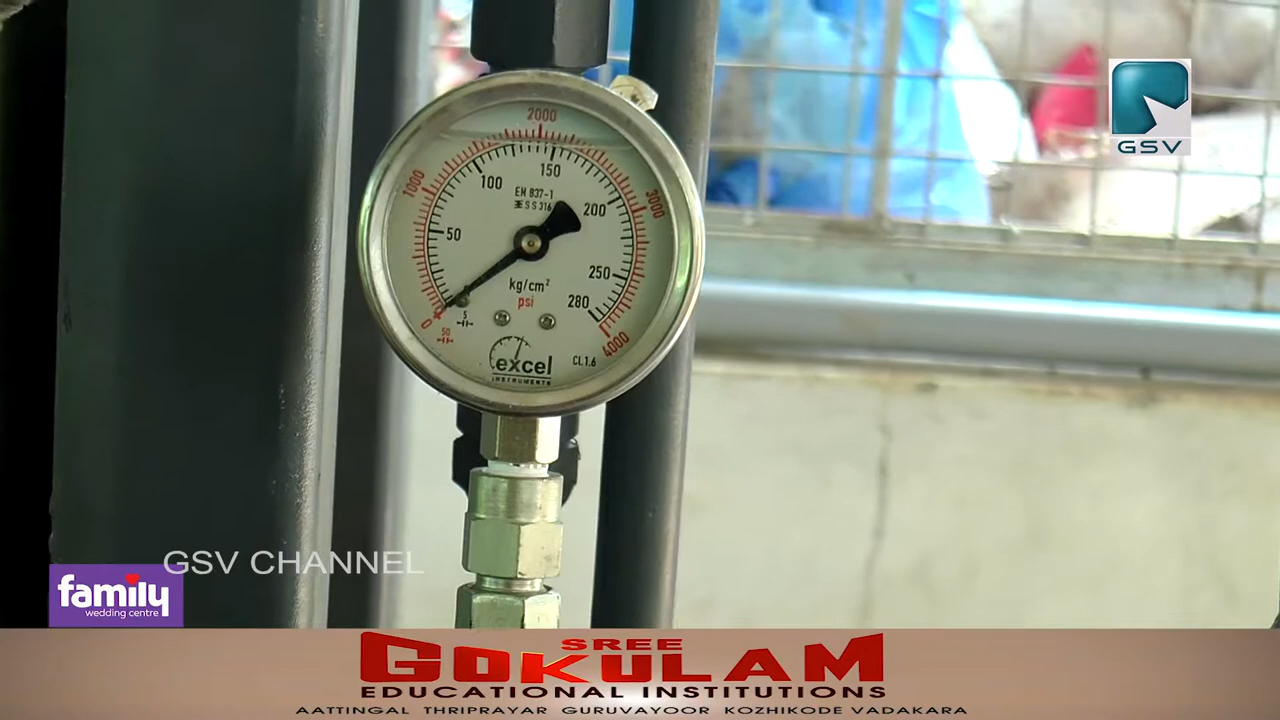 2000
1000
100
150
3000
EN 837-1
SS 316
200
50
kg/cm²
250
psi
280
0
5
50
4000
excel
INSTRUMENTS
CL 1.6
GSV
GSV CHANNEL
family
wedding centre
SREE
GOKULAM
EDUCATIONAL INSTITUTIONS
AATTINGAL THRIPRAYAR GURUVAYOOR KOZHIKODE VADAKARA